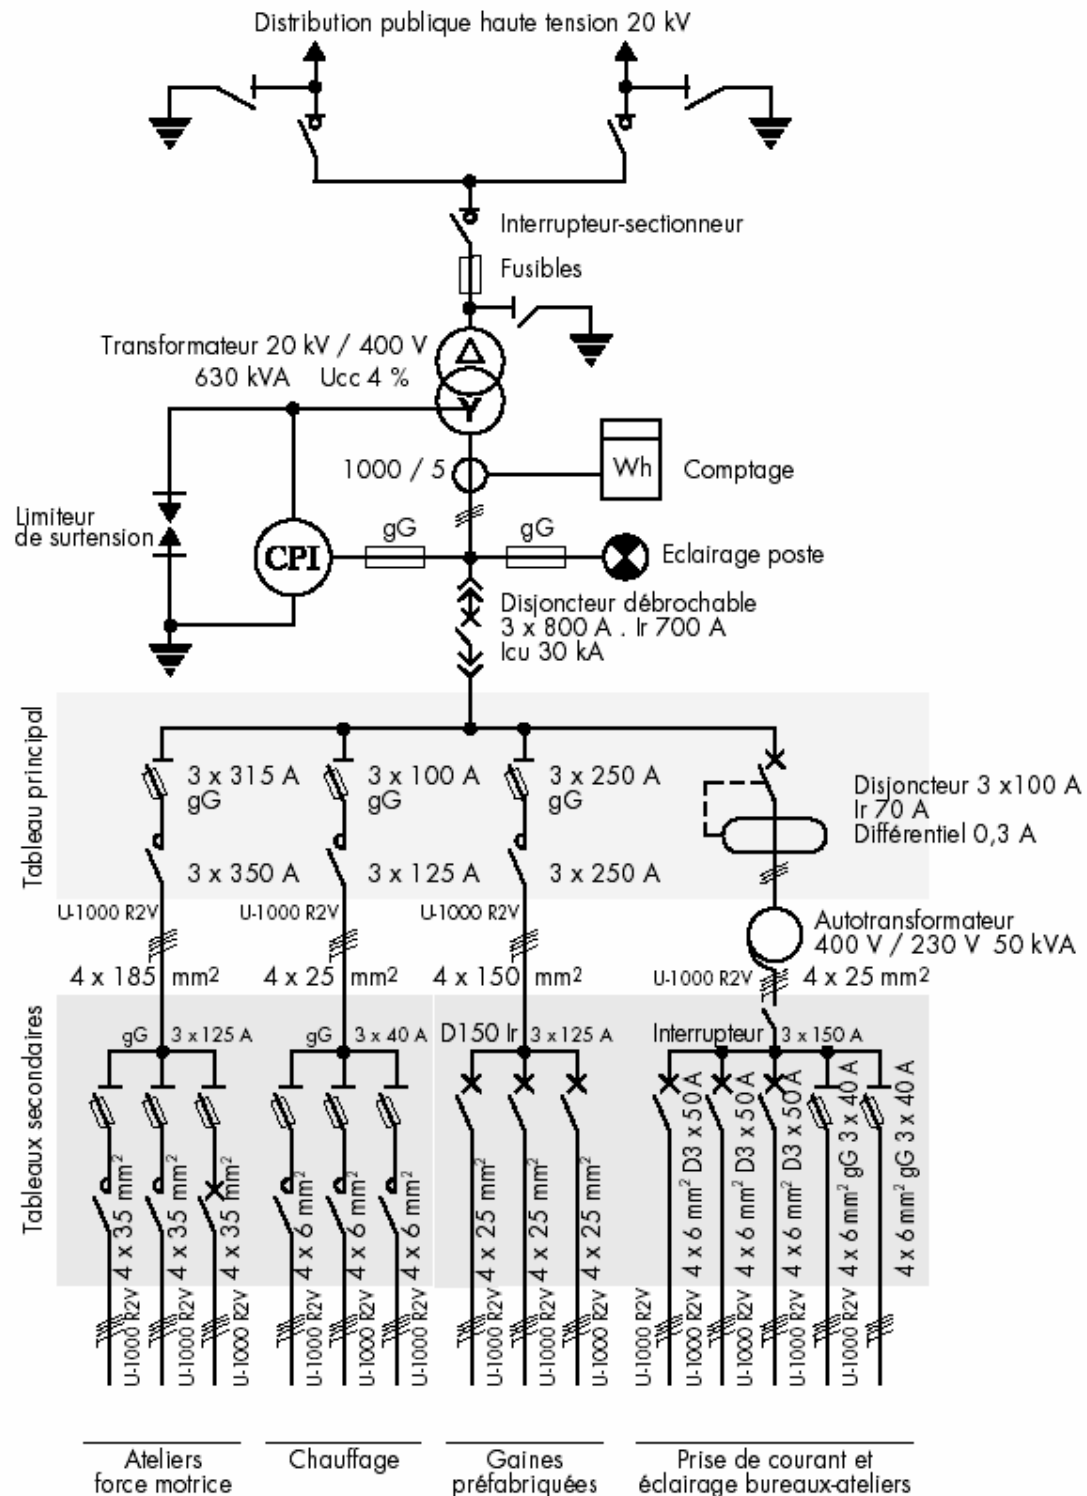 Distribution publique haute tension 20 kV
Interrupteur-sectionneur
Fusibles
Transformateur 20 kV / 400 V
630 kVA Ucc 4 %
Y
1000 / 5
Wh
Comptage
Limiteur
de surtension
CPI
gG
gG
Eclairage poste
Disjoncteur débrochable
3 x 800 A . Ir 700 A
Icu 30 kA
Tableau principal
3 x 315 A
gG
3 x 100 A
gG
3 x 250 A
gG
Disjoncteur 3 x100 A
Ir 70 A
Différentiel 0,3 A
3 x 350 A
3 x 125 A
3 x 250 A
U-1000 R2V
U-1000 R2V
U-1000 R2V
Autotransformateur
400 V / 230 V 50 kVA
4 x 185 mm²
4 x 25 mm²
4 x 150 mm²
U-1000 R2V
4 x 25 mm²
Tableaux secondaires
gG 3 x 125 A
gG 3 x 40 A
D150 Ir 3 x 125 A
Interrupteur 3 x 150 A
4 x 35 mm²
4 x 35 mm²
4 x 35 mm²
4 x 6 mm²
4 x 6 mm²
4 x 6 mm²
4 x 25 mm²
4 x 25 mm²
4 x 25 mm²
4 x 6 mm² D3 x 50 A
4 x 6 mm² D3 x 50 A
4 x 6 mm² D3 x 50 A
4 x 6 mm² gG 3 x 40 A
4 x 6 mm² gG 3 x 40 A
U-1000 R2V
U-1000 R2V
U-1000 R2V
U-1000 R2V
U-1000 R2V
U-1000 R2V
U-1000 R2V
U-1000 R2V
U-1000 R2V
U-1000 R2V
U-1000 R2V
U-1000 R2V
U-1000 R2V
U-1000 R2V
Ateliers
force motrice
Chauffage
Gaines
préfabriquées
Prise de courant et
éclairage bureaux-ateliers